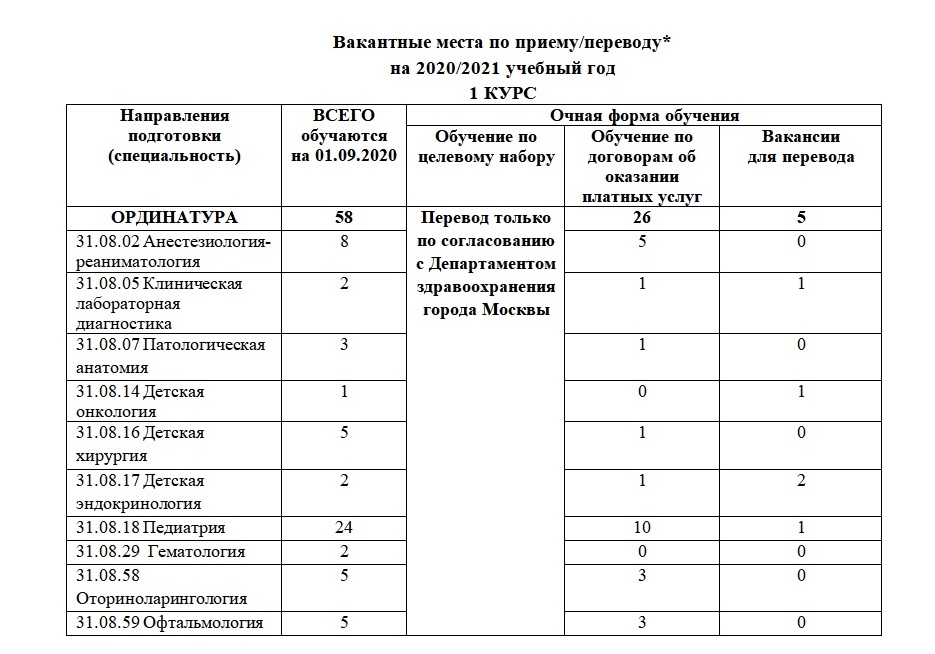 Вакантные места по приему/переводу*
на 2020/2021 учебный год
1 КУРС
Направления
подготовки
(специальность)
ВСЕГО
обучаются
на 01.09.2020
Очная форма обучения
Обучение по
целевому набору
Обучение по
договорам об
оказании
платных услуг
Вакансии
для перевода
ОРДИНАТУРА
58
Перевод только
по согласованию
с Департаментом
здравоохранения
города Москвы
26
5
31.08.02 Анестезиология-
реаниматология
8
5
0
31.08.05 Клиническая
лабораторная
диагностика
2
1
1
31.08.07 Патологическая
анатомия
3
1
0
31.08.14 Детская
онкология
1
0
1
31.08.16 Детская
хирургия
5
1
0
31.08.17 Детская
эндокринология
2
1
2
31.08.18 Педиатрия
24
10
1
31.08.29 Гематология
2
0
0
31.08.58
Оториноларингология
5
3
0
31.08.59 Офтальмология
5
3
0